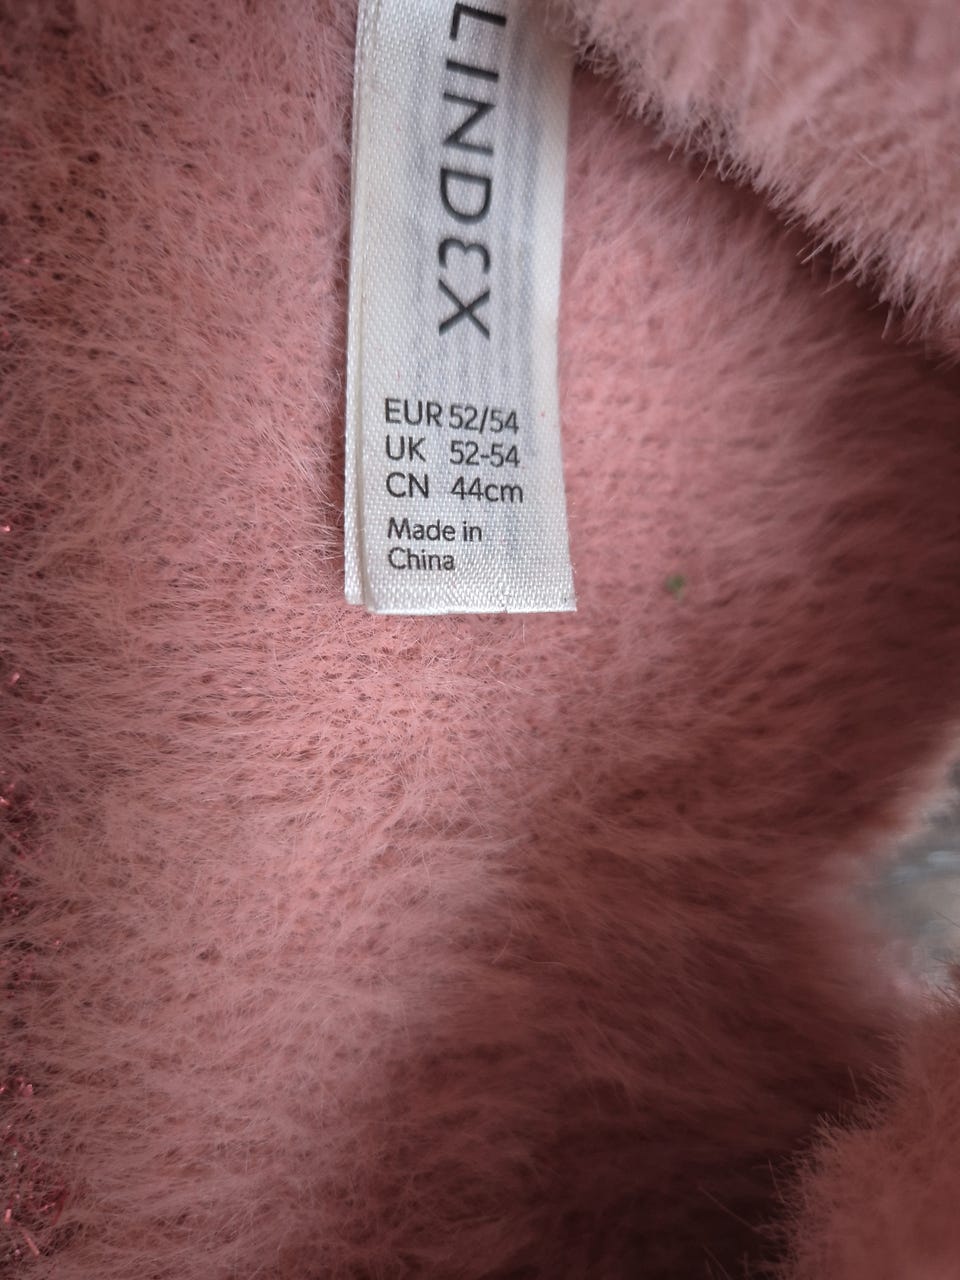 LINDEX
EUR 52/54
UK 52-54
CN 44cm
Made in
China